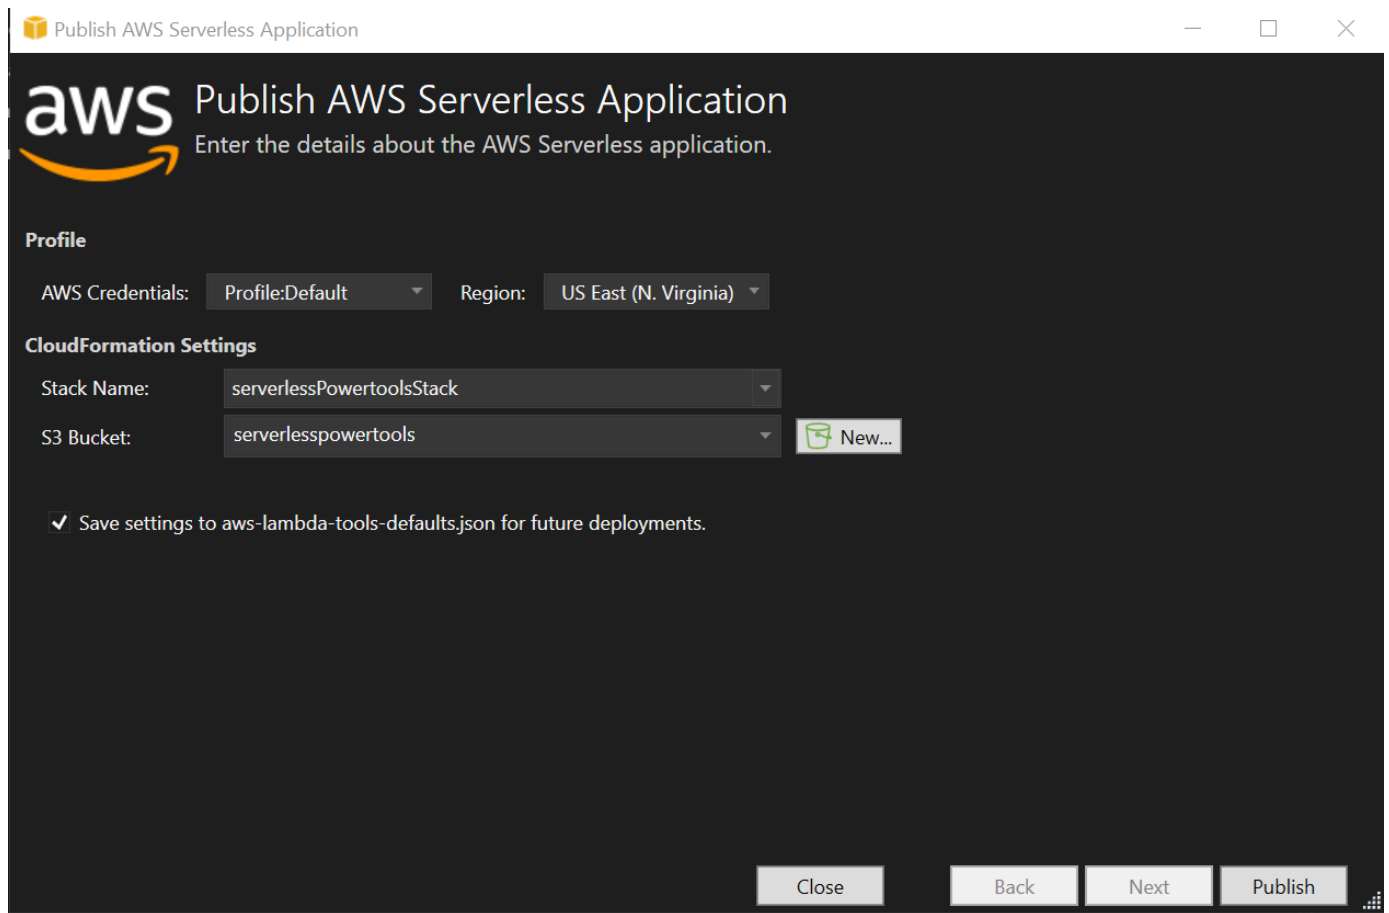 Publish AWS Serverless Application
aws
Publish AWS Serverless Application
Enter the details about the AWS Serverless application.
Profile
AWS Credentials: Profile:Default Region: US East (N. Virginia)
CloudFormation Settings
Stack Name: serverlessPowertoolsStack
S3 Bucket: serverlesspowertools New...
Save settings to aws-lambda-tools-defaults.json for future deployments.
Close Back Next Publish